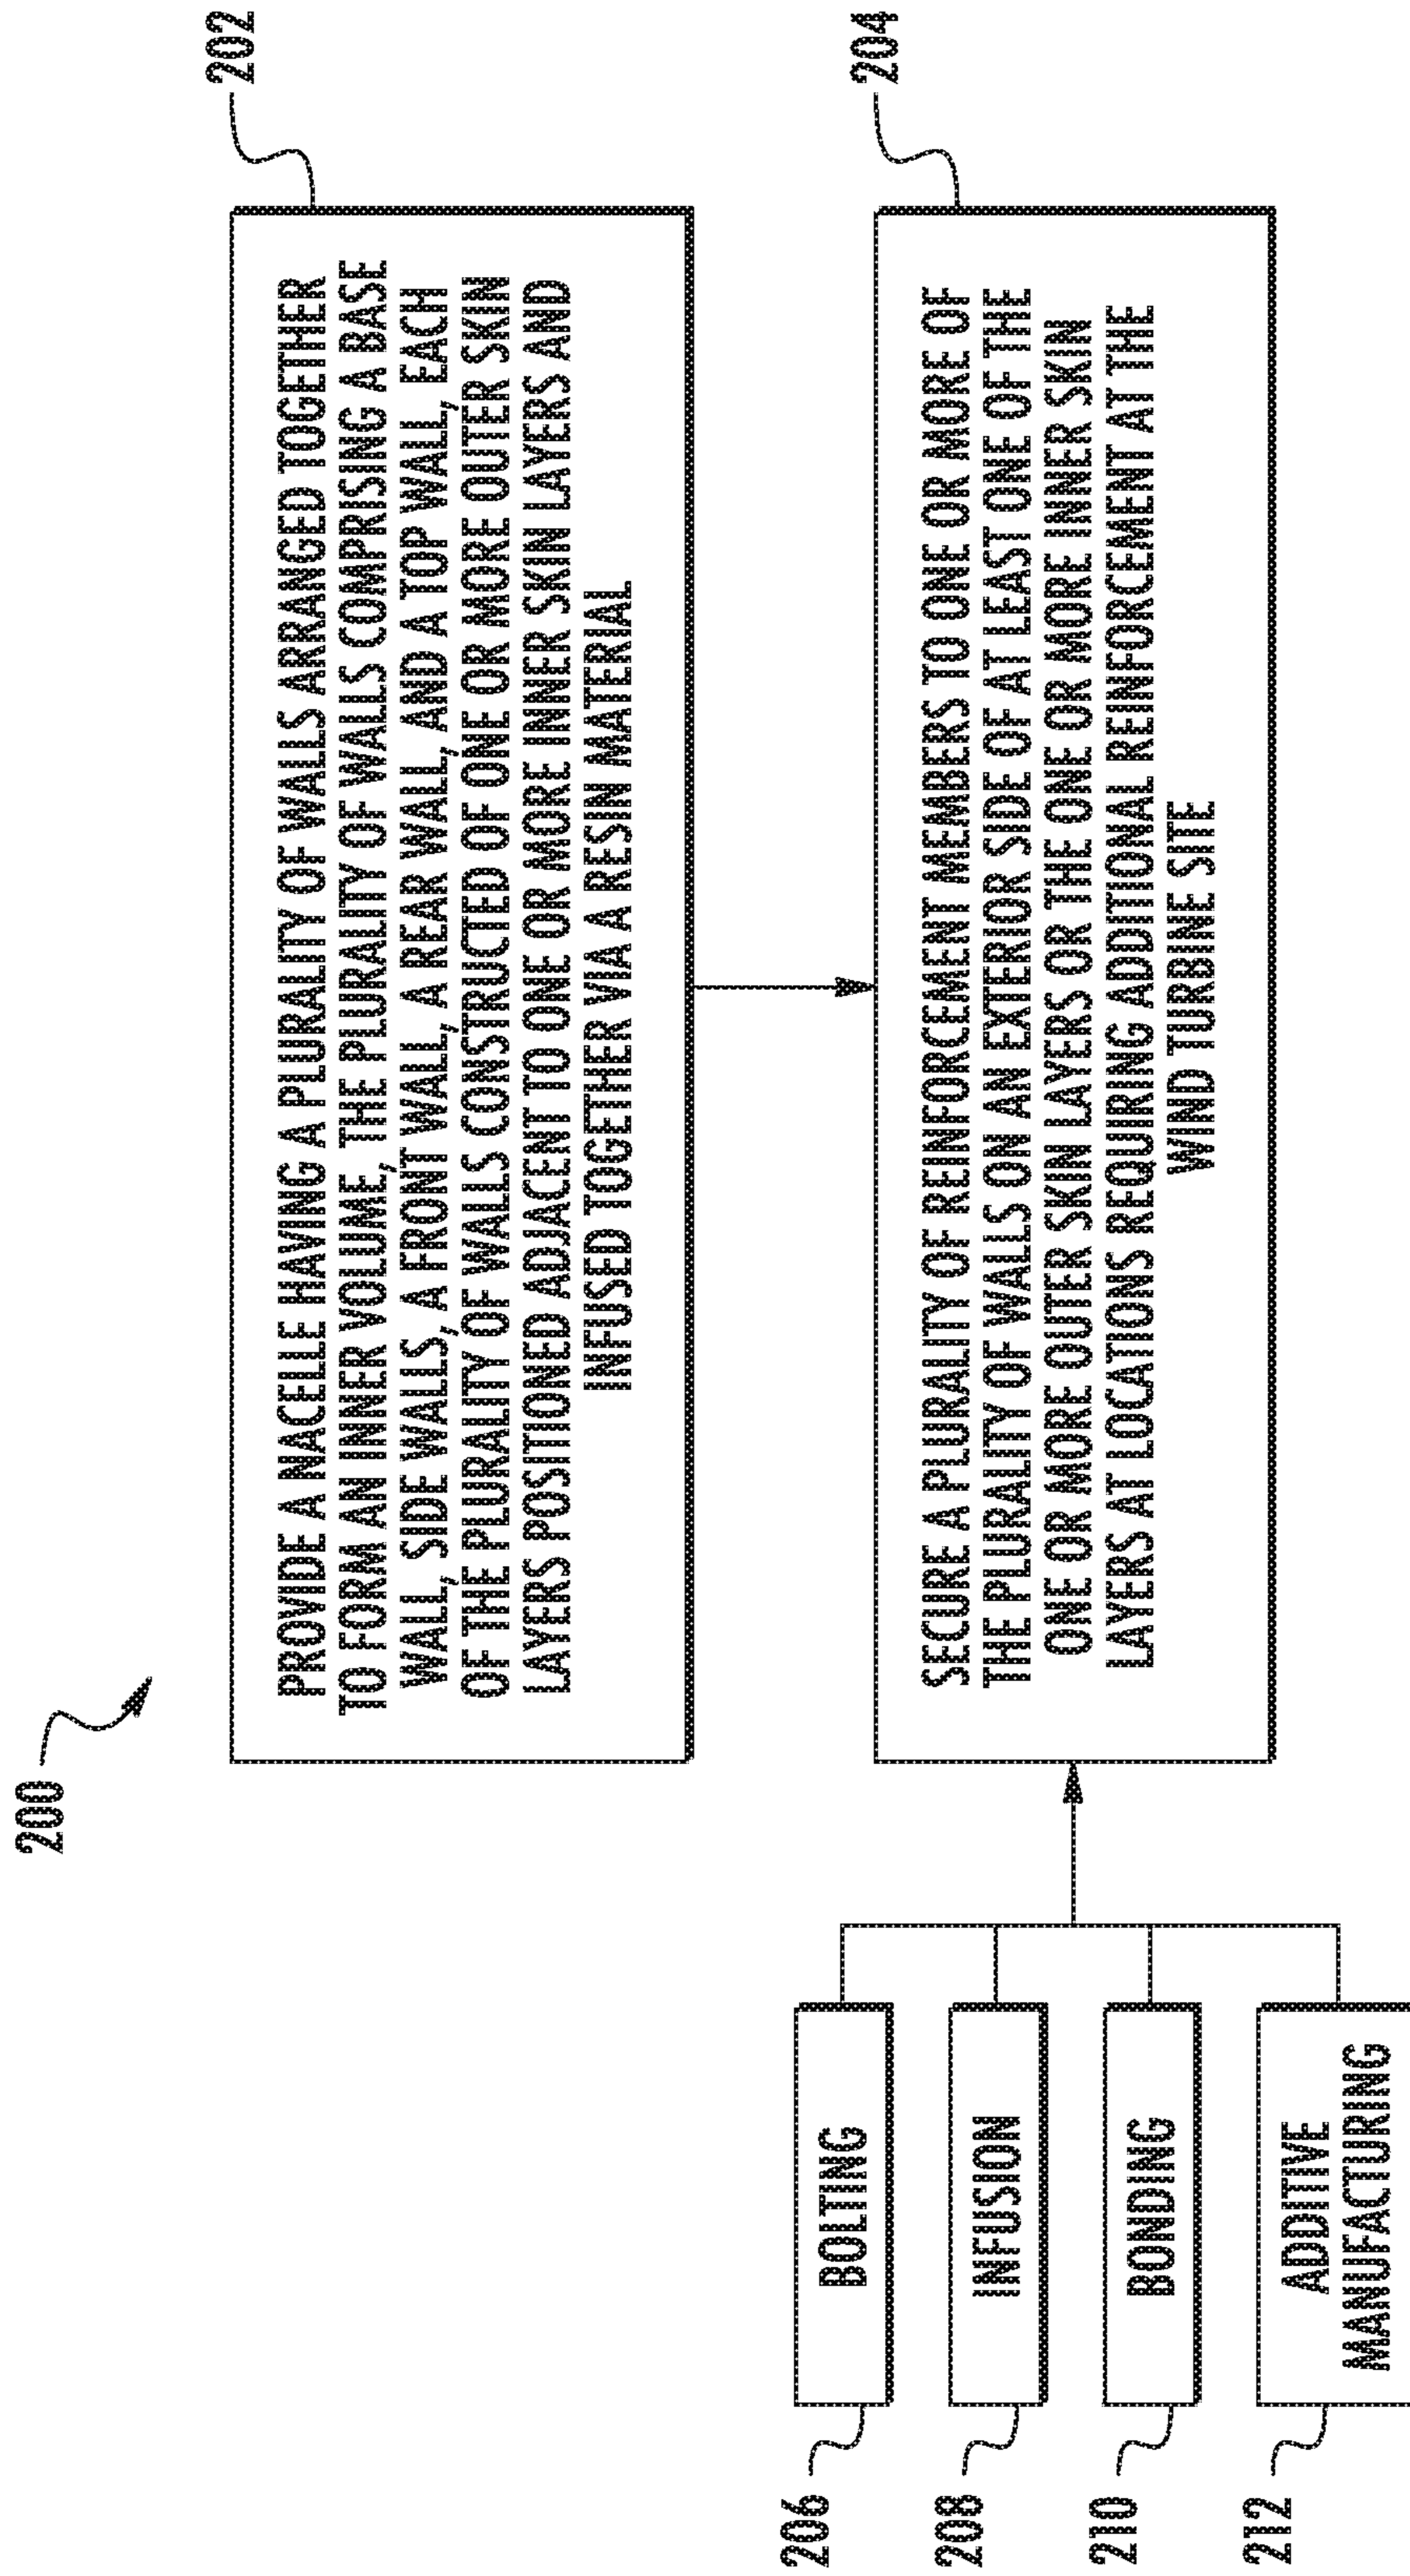 200
202
PROVIDE A NACELLE HAVING A PLURALITY OF WALLS ARRANGED TOGETHER
TO FORM AN INNER VOLUME, THE PLURALITY OF WALLS COMPRISING A BASE
WALL, SIDE WALLS, A FRONT WALL, A REAR WALL, AND A TOP WALL, EACH
OF THE PLURALITY OF WALLS CONSTRUCTED OF ONE OR MORE OUTER SKIN
LAYERS POSITIONED ADJACENT TO ONE OR MORE INNER SKIN LAYERS AND
INFUSED TOGETHER VIA A RESIN MATERIAL
204
SECURE A PLURALITY OF REINFORCEMENT MEMBERS TO ONE OR MORE OF
THE PLURALITY OF WALLS ON AN EXTERIOR SIDE OF AT LEAST ONE OF THE
ONE OR MORE OUTER SKIN LAYERS OR THE ONE OR MORE INNER SKIN
LAYERS AT LOCATIONS REQUIRING ADDITIONAL REINFORCEMENT AT THE
WIND TURBINE SITE
206
BOLTING
208
INFUSION
210
BONDING
212
ADDITIVE
MANUFACTURING